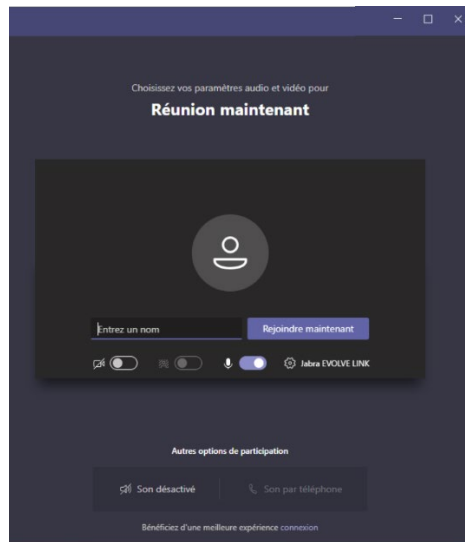 Choisissez vos paramètres audio et vidéo pour
Réunion maintenant
Entrez un nom
Rejoindre maintenant
Jabra EVOLVE LINK
Autres options de participation
Son désactivé
Son par téléphone
Bénéficiez d'une meilleure expérience connexion